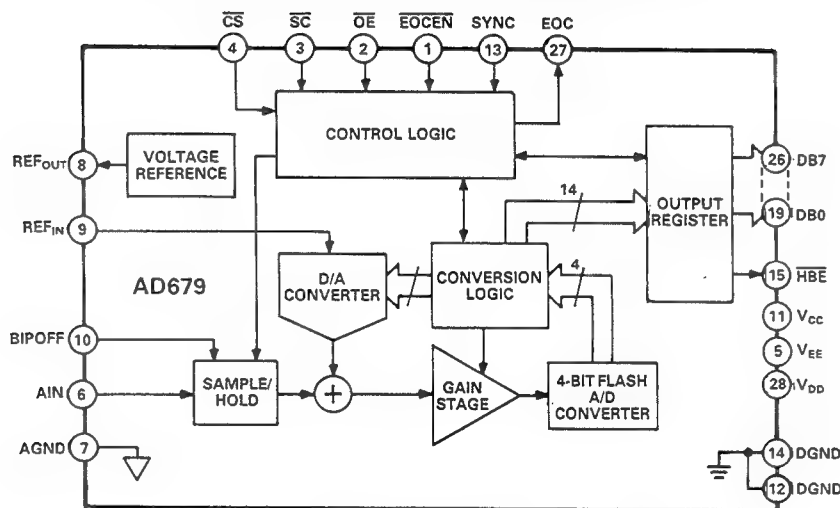 CS SC OE EOCEN SYNC EOC
4 3 2 1 13 27
CONTROL LOGIC
REFOUT 8
VOLTAGE
REFERENCE
REFIN 9
AD679
BIPOFF 10
AIN 6
AGND 7
D/A
CONVERTER
CONVERSION
LOGIC
14
4
OUTPUT
REGISTER
SAMPLE/
HOLD
+
GAIN
STAGE
4-BIT FLASH
A/D
CONVERTER
26 DB7
19 DB0
15 HBE
11 VCC
5 VEE
28 VDD
14 DGND
12 DGND